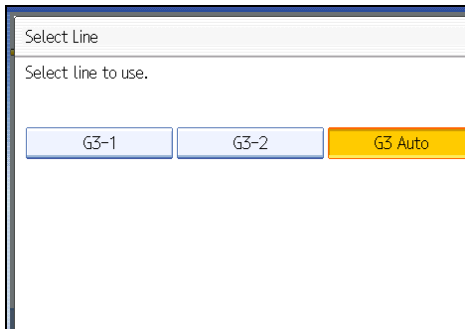 Select Line
Select line to use.
G3-1 G3-2 G3 Auto